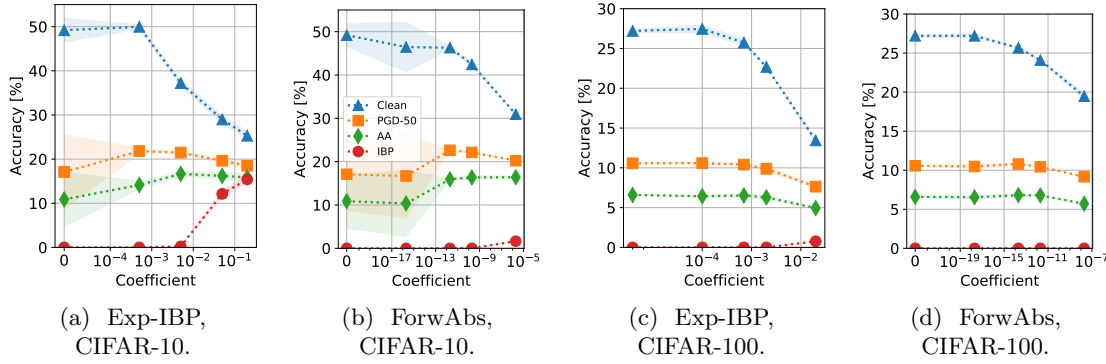 50
40
30
20
10
0
Accuracy [%]
0
10⁻⁴
10⁻³
10⁻²
10⁻¹
Coefficient
(a) Exp-IBP,
CIFAR-10.
50
40
30
20
10
0
Accuracy [%]
Clean
PGD-50
AA
IBP
0
10⁻¹⁷
10⁻¹³
10⁻⁹
10⁻⁵
Coefficient
(b) ForwAbs,
CIFAR-10.
30
25
20
15
10
5
0
Accuracy [%]
10⁻⁴
10⁻³
10⁻²
Coefficient
(c) Exp-IBP,
CIFAR-100.
30
25
20
15
10
5
0
Accuracy [%]
0
10⁻¹⁹
10⁻¹⁵
10⁻¹¹
10⁻⁷
Coefficient
(d) ForwAbs,
CIFAR-100.